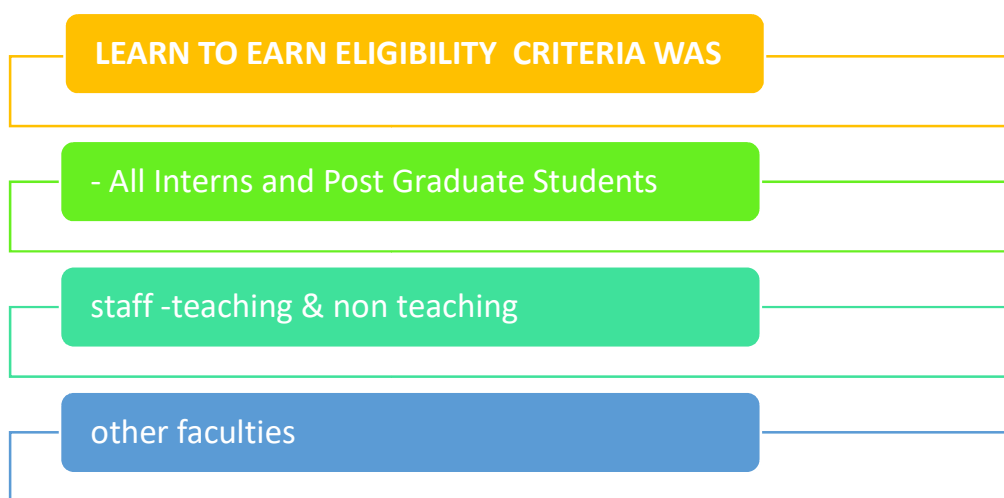 LEARN TO EARN ELIGIBILITY CRITERIA WAS
- All Interns and Post Graduate Students
staff -teaching & non teaching
other faculties